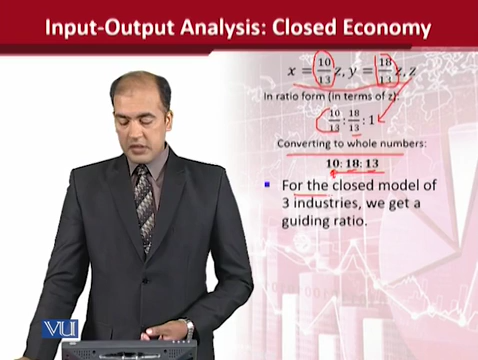 Input-Output Analysis: Closed Economy
x = 10/13 z, y = 18/13 z, z
In ratio form (in terms of z):
10/13 : 18/13 : 1
Converting to whole numbers:
10: 18: 13
▪ For the closed model of
3 industries, we get a
guiding ratio.
VU